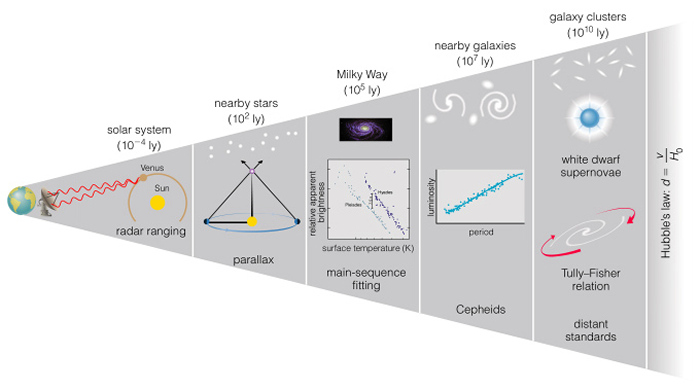 solar system
(10⁻⁴ ly)
Venus
Sun
radar ranging
nearby stars
(10² ly)
parallax
Milky Way
(10⁵ ly)
relative apparent
brightness
Pleiades
Hyades
surface temperature (K)
main-sequence
fitting
nearby galaxies
(10⁷ ly)
luminosity
period
Cepheids
galaxy clusters
(10¹⁰ ly)
white dwarf
supernovae
Tully–Fisher
relation
distant
standards
Hubble's law: d = v/H₀